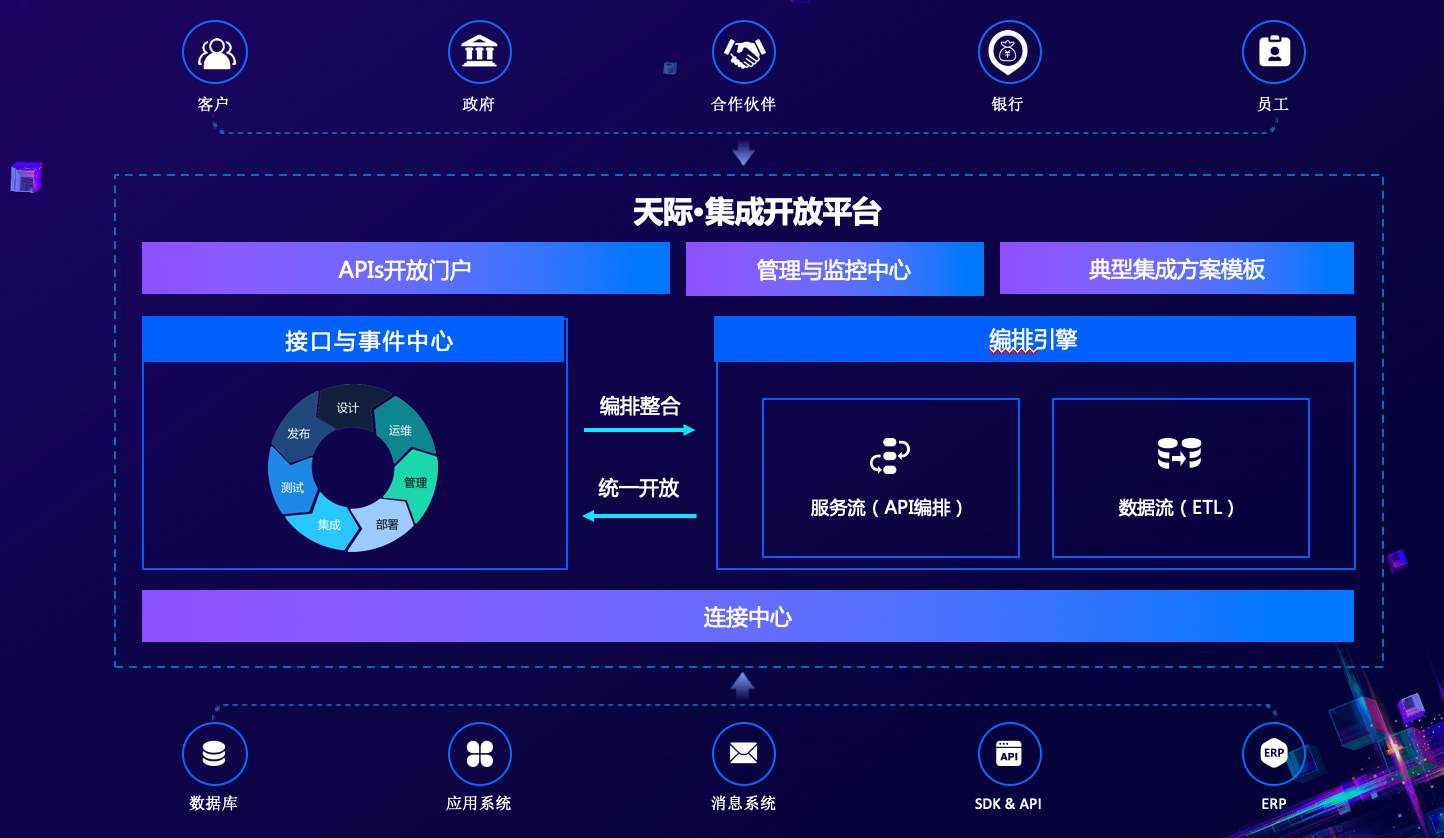 客户
政府
合作伙伴
银行
员工
天际·集成开放平台
APIs开放门户
管理与监控中心
典型集成方案模板
接口与事件中心
设计
运维
管理
部署
集成
测试
发布
编排整合
统一开放
编排引擎
服务流（API编排）
数据流（ETL）
连接中心
数据库
应用系统
消息系统
API
SDK & API
ERP
ERP